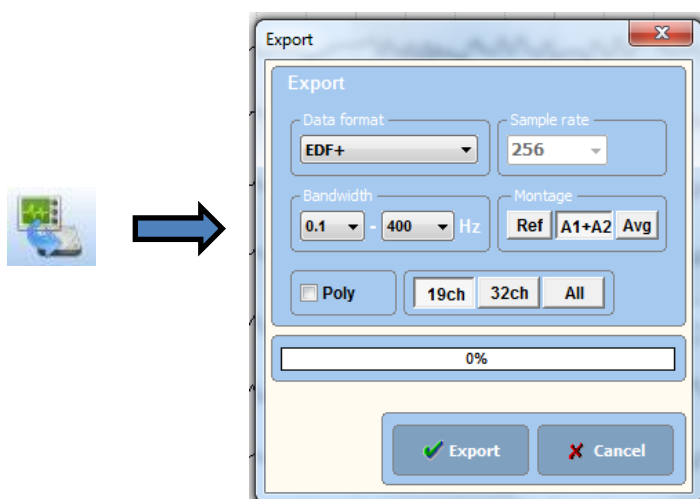 Export
Export
Data format
Sample rate
EDF+
256
Bandwidth
Montage
0.1 - 400 Hz
Ref A1+A2 Avg
Poly
19ch 32ch All
0%
Export
Cancel